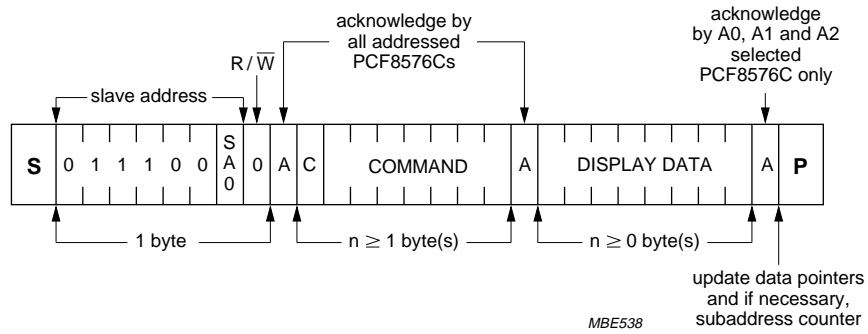 acknowledge by
all addressed
PCF8576Cs
acknowledge
by A0, A1 and A2
selected
PCF8576C only
R / W
slave address
S 0 1 1 1 0 0 SA0 0 A C COMMAND A DISPLAY DATA A P
1 byte
n ≥ 1 byte(s)
n ≥ 0 byte(s)
update data pointers
and if necessary,
subaddress counter
MBE538